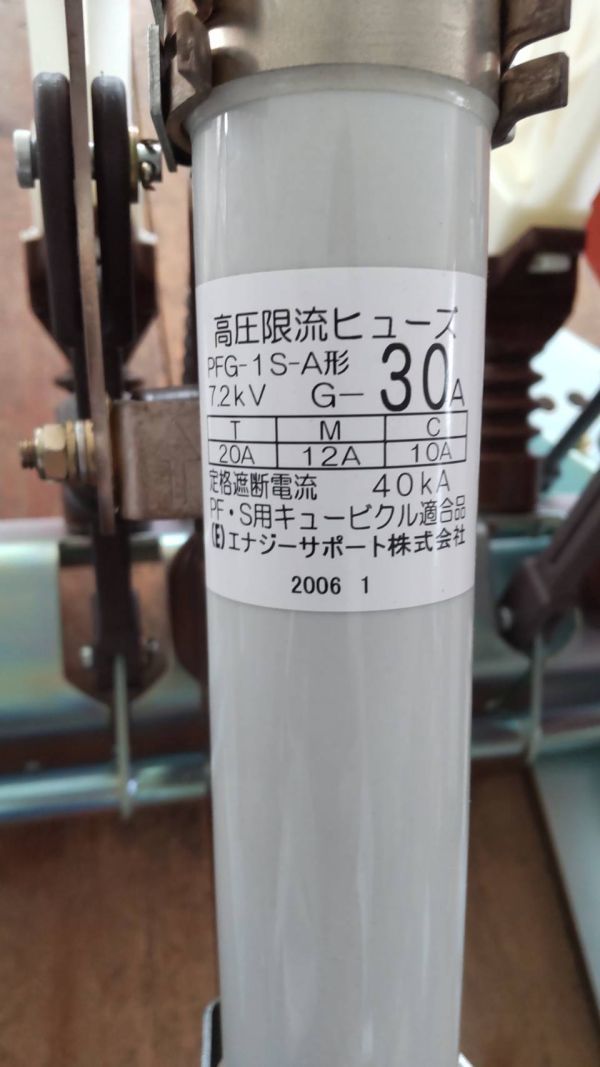 高圧限流ヒューズ
PFG-1S-A形
7.2kV G-30A
T M C
20A 12A 10A
定格遮断電流 40kA
PF・S用キュービクル適合品
(E)エナジーサポート株式会社
2006 1